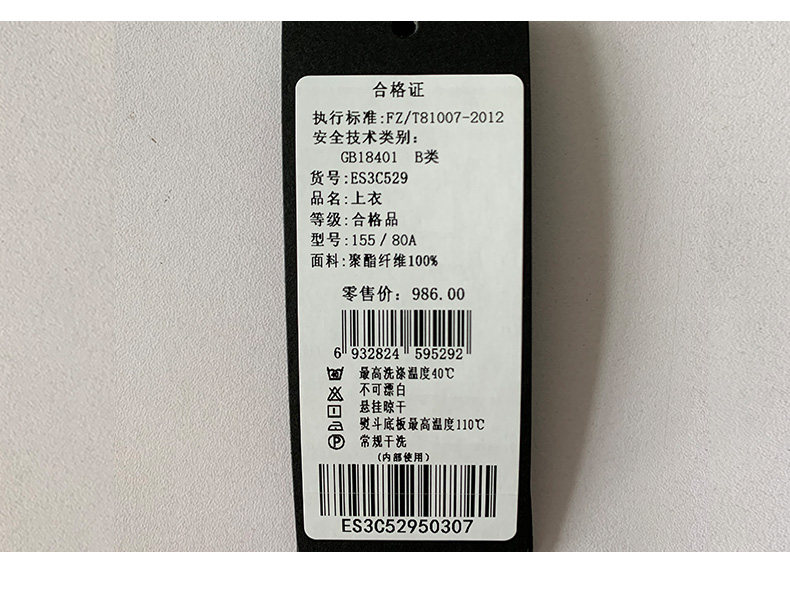 合格证
执行标准:FZ/T81007-2012
安全技术类别:
GB18401 B类
货号:ES3C529
品名:上衣
等级:合格品
型号:155/80A
面料:聚酯纤维100%
零售价: 986.00
6 932824 595292
40 最高洗涤温度40℃
不可漂白
悬挂晾干
熨斗底板最高温度110℃
P 常规干洗
(内部使用)
ES3C52950307